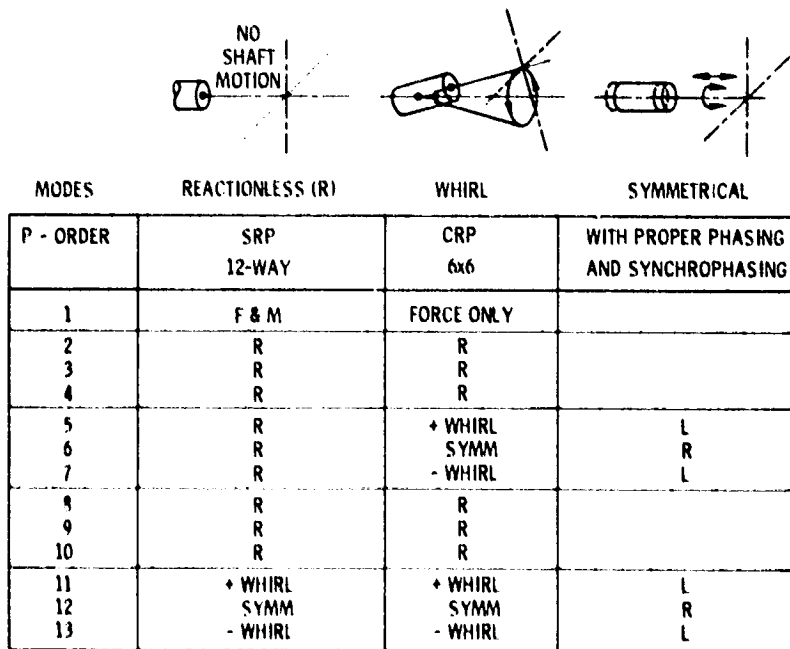 NO
SHAFT
MOTION
MODES REACTIONLESS (R) WHIRL SYMMETRICAL
P - ORDER SRP CRP WITH PROPER PHASING
12-WAY 6x6 AND SYNCHROPHASING
1 F & M FORCE ONLY
2 R R
3 R R
4 R R
5 R + WHIRL L
6 R SYMM R
7 R - WHIRL L
8 R R
9 R R
10 R R
11 + WHIRL + WHIRL L
12 SYMM SYMM R
13 - WHIRL - WHIRL L